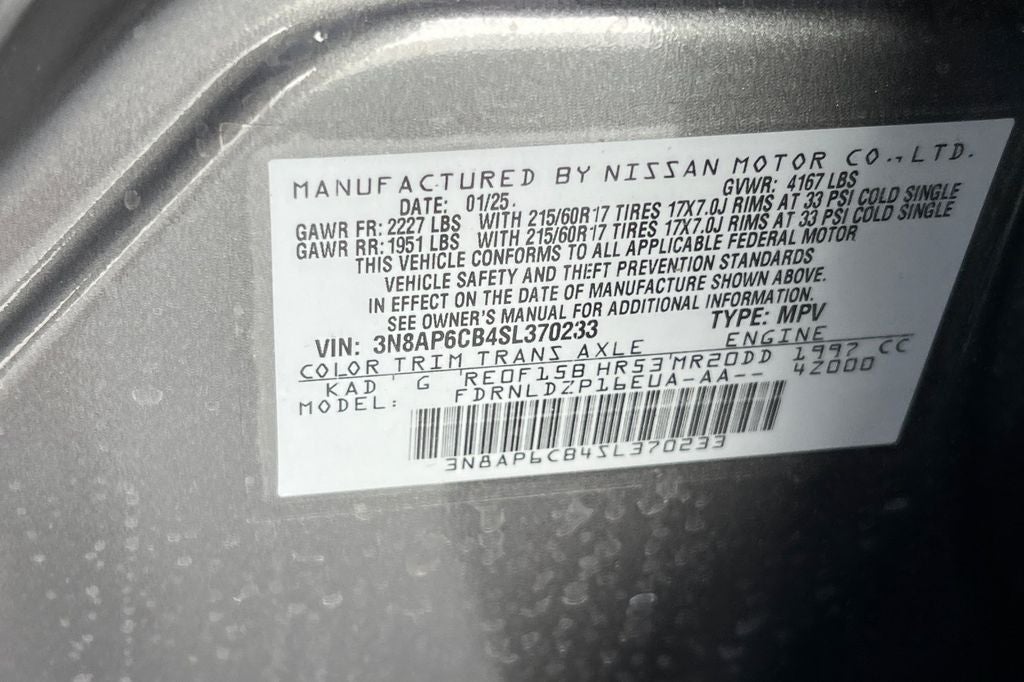 MANUFACTURED BY NISSAN MOTOR CO.,LTD.
DATE: 01/25 GVWR: 4167 LBS
GAWR FR: 2227 LBS WITH 215/60R17 TIRES 17X7.0J RIMS AT 33 PSI COLD SINGLE
GAWR RR: 1951 LBS WITH 215/60R17 TIRES 17X7.0J RIMS AT 33 PSI COLD SINGLE
THIS VEHICLE CONFORMS TO ALL APPLICABLE FEDERAL MOTOR
VEHICLE SAFETY AND THEFT PREVENTION STANDARDS
IN EFFECT ON THE DATE OF MANUFACTURE SHOWN ABOVE.
SEE OWNER'S MANUAL FOR ADDITIONAL INFORMATION.
VIN: 3N8AP6CB4SL370233 TYPE: MPV
COLOR TRIM TRANS AXLE ENGINE
KAD G RE0F15B HR53 MR20DD 1997 CC
MODEL: FDRNLDZP16EUA-AA-- 42000
3N8AP6CB4SL370233